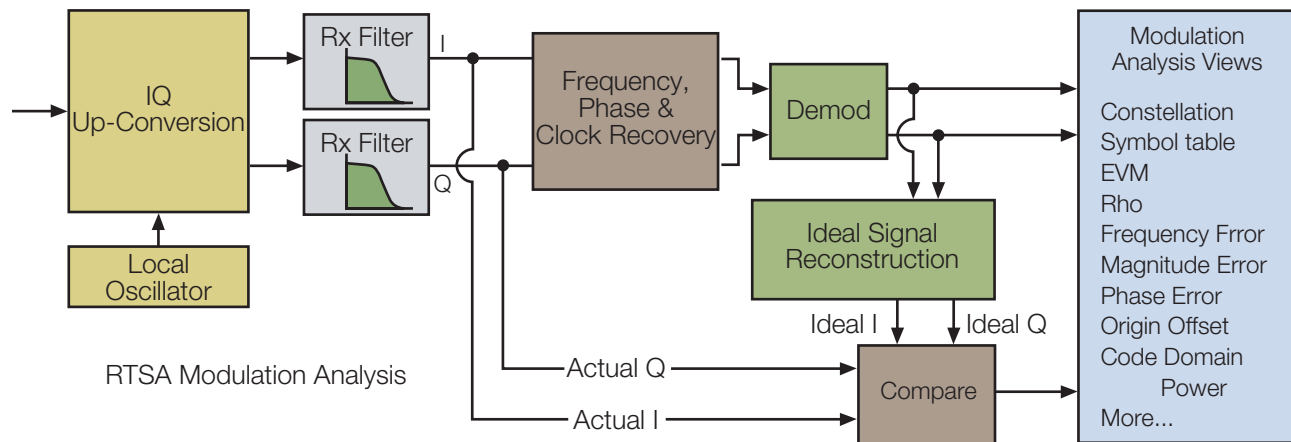 IQ
Up-Conversion
Local
Oscillator
Rx Filter
I
Rx Filter
Q
Frequency,
Phase &
Clock Recovery
Demod
Ideal Signal
Reconstruction
Ideal I
Ideal Q
Actual Q
Actual I
Compare
RTSA Modulation Analysis
Modulation
Analysis Views
Constellation
Symbol table
EVM
Rho
Frequency Frror
Magnitude Error
Phase Error
Origin Offset
Code Domain
Power
More...